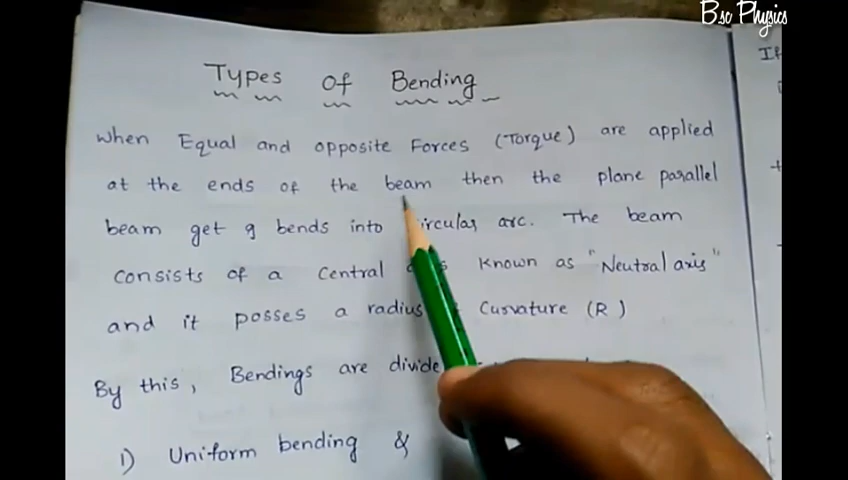 Bsc Physics
Types Of Bending
When Equal and opposite Forces (Torque) are applied
at the ends of the beam then the plane parallel
beam get g bends into circular arc. The beam
consists of a central known as "Neutral axis"
and it posses a radius Curvature (R)
By this, Bendings are divide
1) Uniform bending &